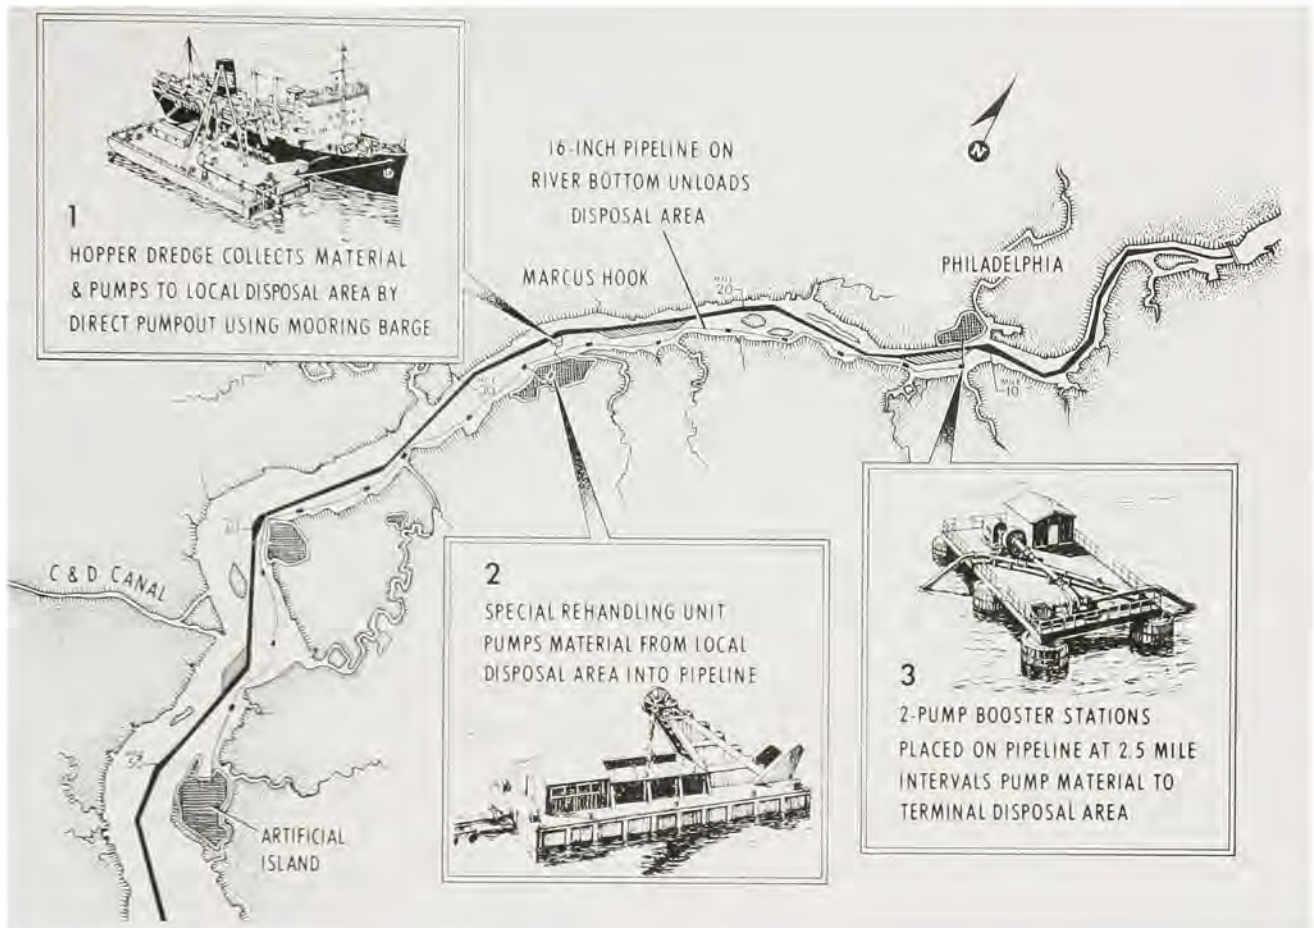 1
HOPPER DREDGE COLLECTS MATERIAL
& PUMPS TO LOCAL DISPOSAL AREA BY
DIRECT PUMPOUT USING MOORING BARGE
16-INCH PIPELINE ON
RIVER BOTTOM UNLOADS
DISPOSAL AREA
N
MARCUS HOOK
MILE
20
PHILADELPHIA
MILE
30
MILE
10
C & D CANAL
2
SPECIAL REHANDLING UNIT
PUMPS MATERIAL FROM LOCAL
DISPOSAL AREA INTO PIPELINE
3
2-PUMP BOOSTER STATIONS
PLACED ON PIPELINE AT 2.5 MILE
INTERVALS PUMP MATERIAL TO
TERMINAL DISPOSAL AREA
ARTIFICIAL
ISLAND